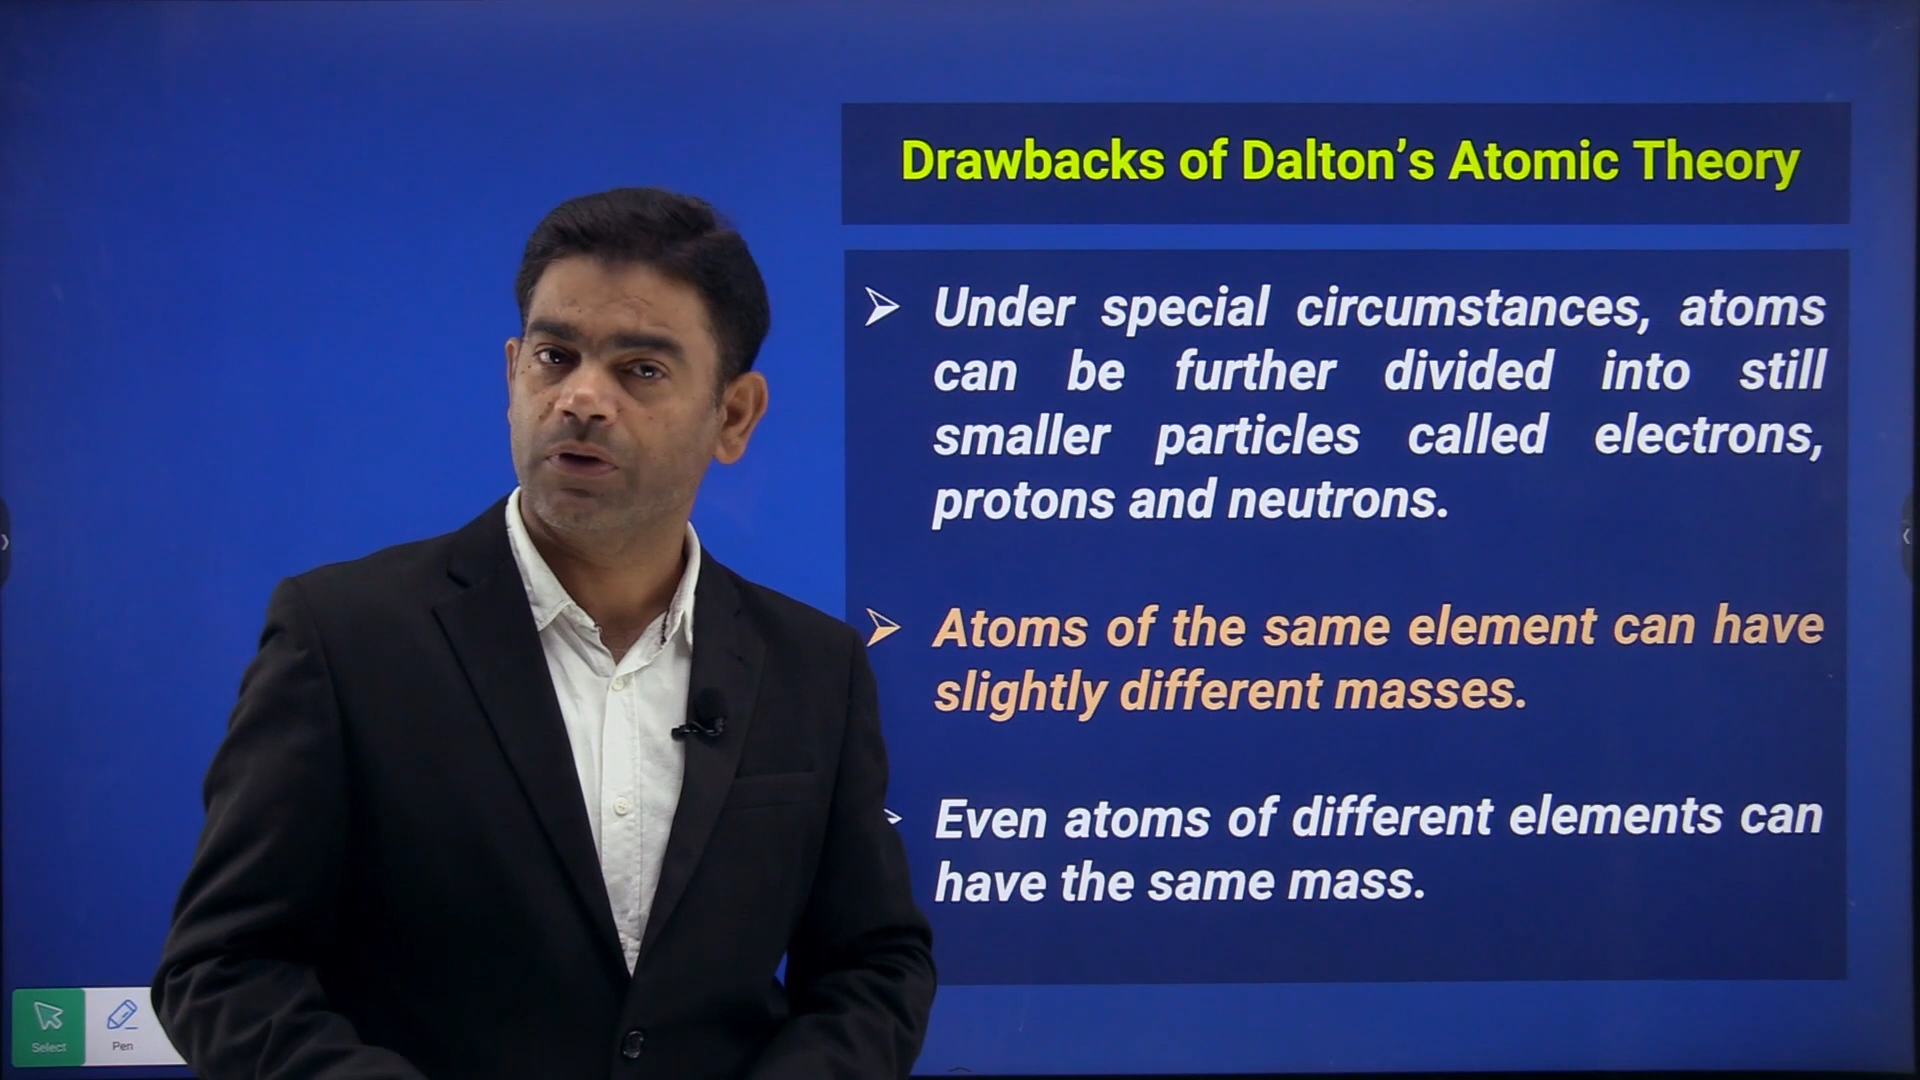 Drawbacks of Dalton’s Atomic Theory
Under special circumstances, atoms
can be further divided into still
smaller particles called electrons,
protons and neutrons.
Atoms of the same element can have
slightly different masses.
Even atoms of different elements can
have the same mass.
Select
Pen